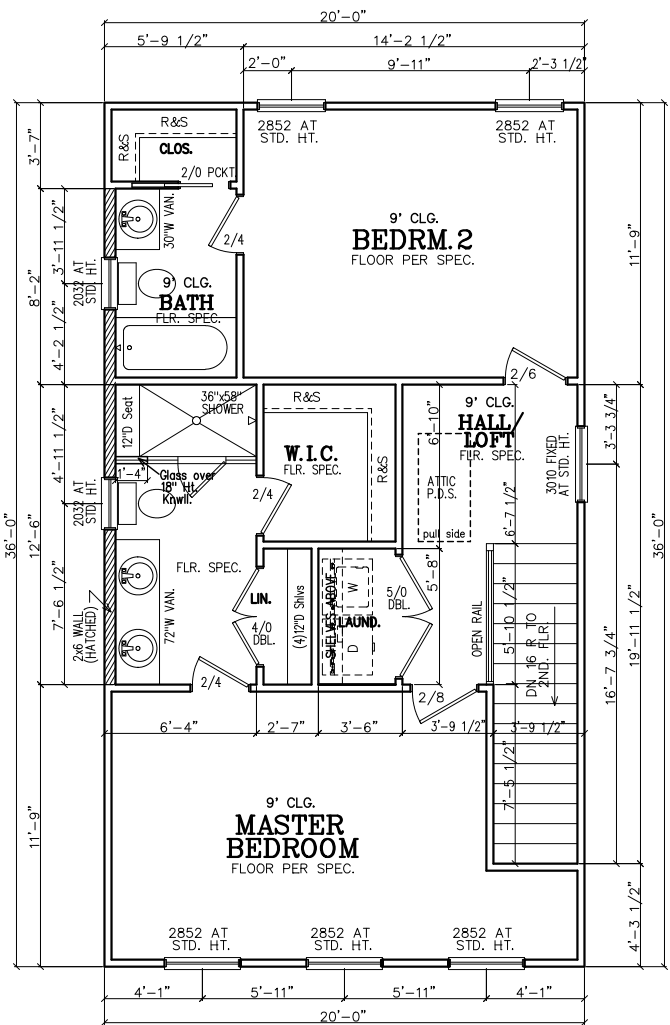 20'-0"
5'-9 1/2" 14'-2 1/2"
2'-0" 9'-11" 2'-3 1/2"
2852 AT
STD. HT.
2852 AT
STD. HT.
R&S
R&S
CLOS.
2/0 PCKT.
3'-7"
30"W VAN.
2/4
9' CLG.
BEDRM.2
FLOOR PER SPEC.
11'-9"
3'-11 1/2"
8'-2"
2032 AT
STD. HT.
9' CLG.
BATH
FLR. SPEC.
4'-2 1/2"
2/6
36"x58"
SHOWER
12"D Seat
R&S
W.I.C.
FLR. SPEC.
R&S
9' CLG.
HALL/
LOFT
FLR. SPEC.
6'-10"
3'-3 3/4"
3010 FIXED
AT STD. HT.
ATTIC
P.D.S.
pull side
6'-7 1/2"
4'-11 1/2"
1'-4"
Glass over
18" Ht.
Knwll.
2/4
2032 AT
STD. HT.
36'-0"
12'-6"
36'-0"
7'-6 1/2"
2x6 WALL
(HATCHED)
72"W VAN.
FLR. SPEC.
LIN.
4/0
DBL.
(4)12"D Shlvs
SHELVES ABOVE
W
LAUND.
D
5/0
DBL.
5'-8"
OPEN RAIL
5'-10 1/2"
DN 16 R TO
2ND. FLR.
19'-11 1/2"
16'-7 3/4"
2/4
2/8
6'-4" 2'-7" 3'-6" 3'-9 1/2" 3'-9 1/2"
7'-5 1/2"
11'-9"
9' CLG.
MASTER
BEDROOM
FLOOR PER SPEC.
4'-3 1/2"
2852 AT
STD. HT.
2852 AT
STD. HT.
2852 AT
STD. HT.
4'-1" 5'-11" 5'-11" 4'-1"
20'-0"